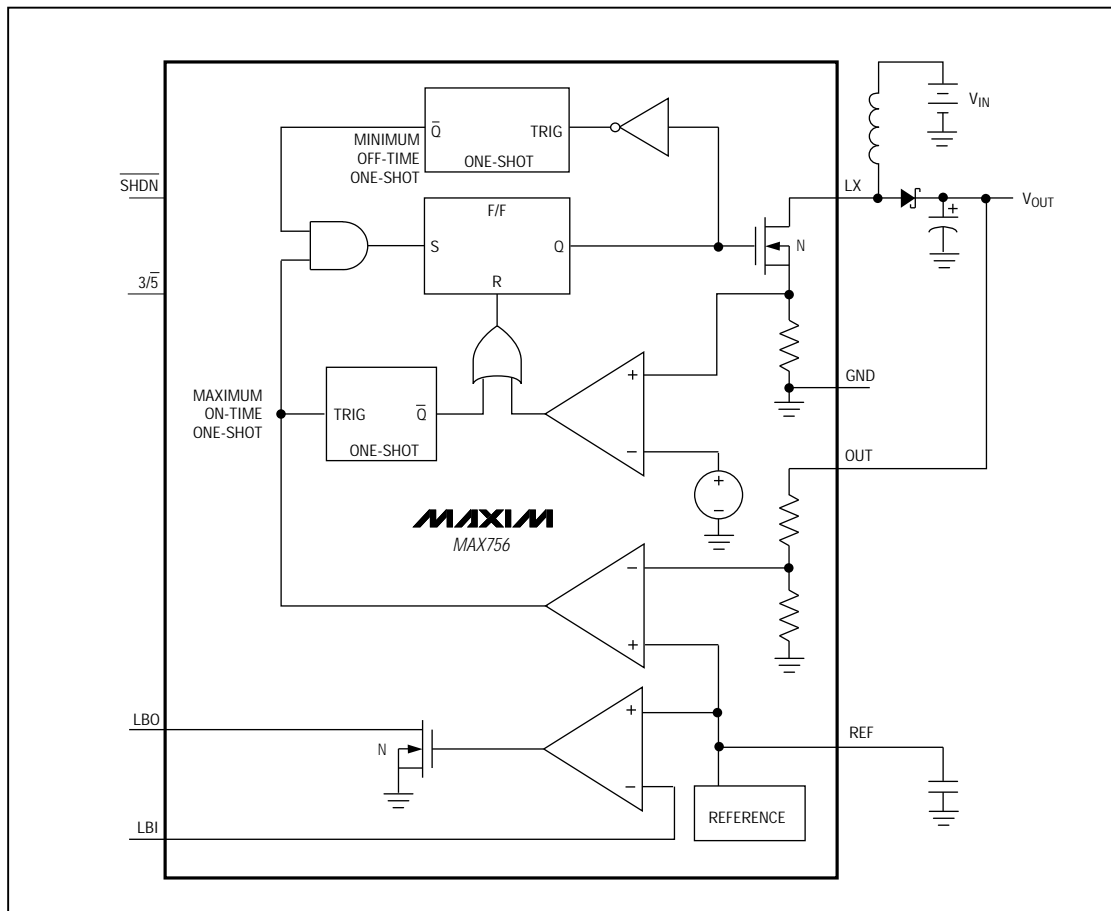 Q̅
TRIG
MINIMUM
OFF-TIME
ONE-SHOT
ONE-SHOT
V_IN
S̅H̅D̅N̅
LX
V_OUT
F/F
S
Q
N
3/5̅
R
GND
MAXIMUM
ON-TIME
ONE-SHOT
TRIG
Q̅
ONE-SHOT
+
−
+
−
+
OUT
MAXIM
MAX756
−
+
LBO
N
+
−
REF
REFERENCE
LBI